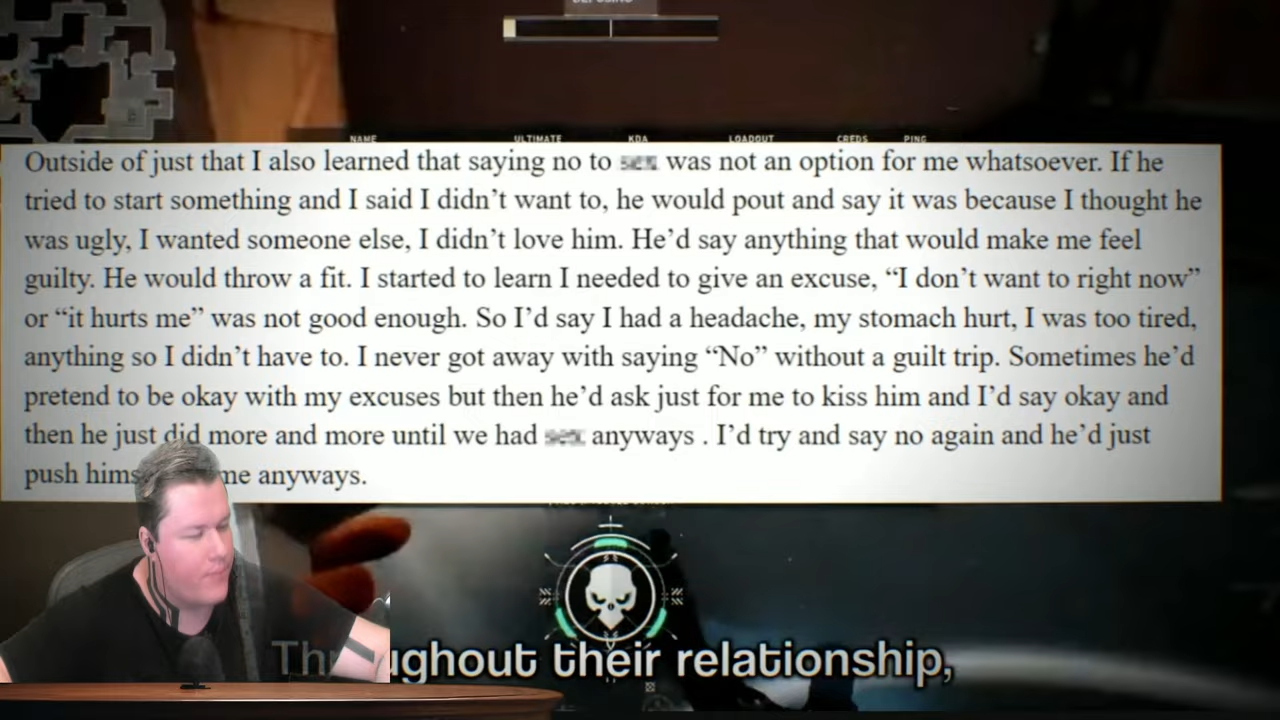 NAME ULTIMATE KDA LOADOUT CREDS PING
Outside of just that I also learned that saying no to was not an option for me whatsoever. If he
tried to start something and I said I didn’t want to, he would pout and say it was because I thought he
was ugly, I wanted someone else, I didn’t love him. He’d say anything that would make me feel
guilty. He would throw a fit. I started to learn I needed to give an excuse, “I don’t want to right now”
or “it hurts me” was not good enough. So I’d say I had a headache, my stomach hurt, I was too tired,
anything so I didn’t have to. I never got away with saying “No” without a guilt trip. Sometimes he’d
pretend to be okay with my excuses but then he’d ask just for me to kiss him and I’d say okay and
then he just did more and more until we had anyways . I’d try and say no again and he’d just
push me anyways.
Throughout their relationship,